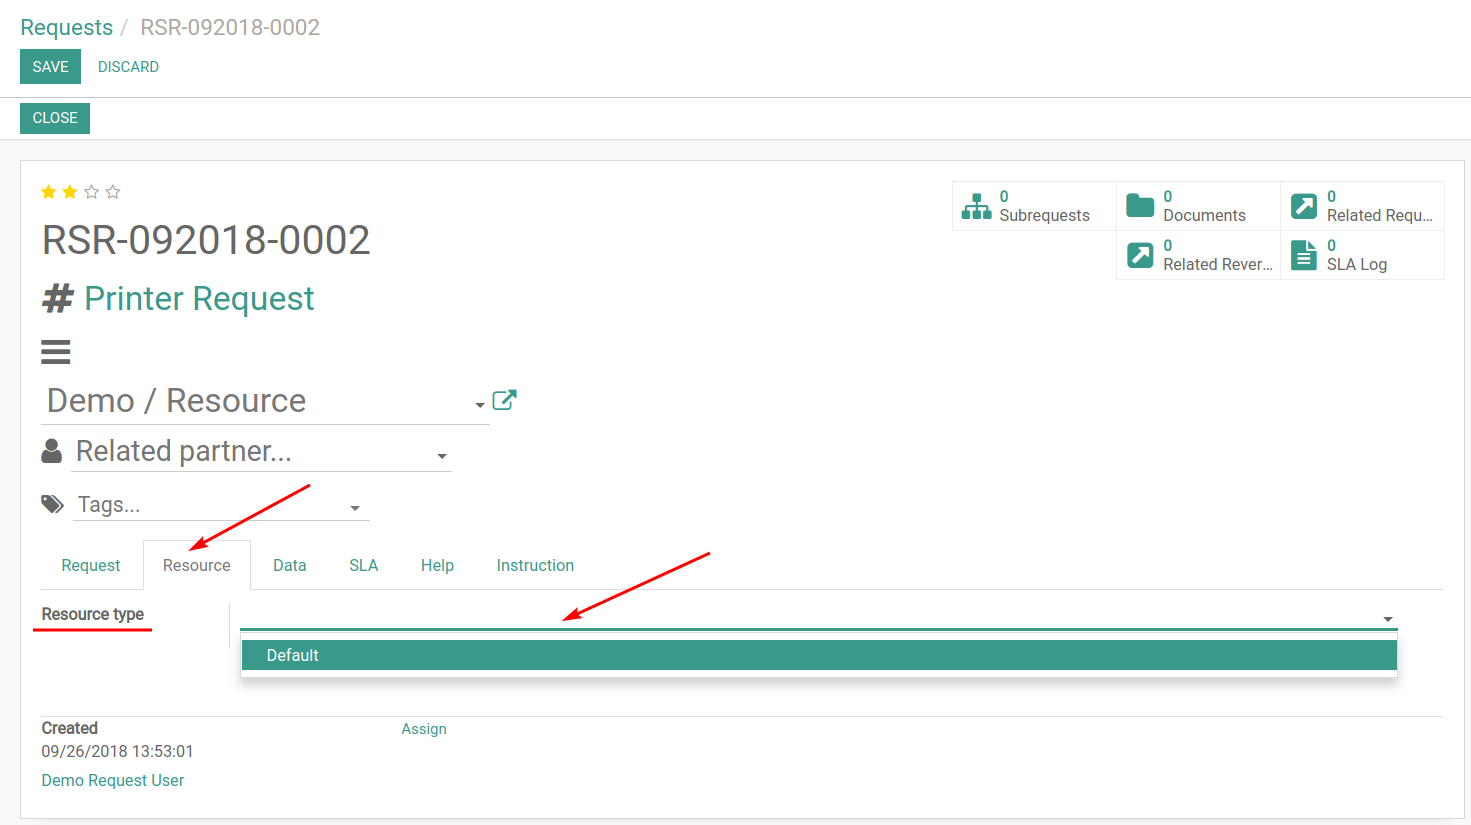 Requests / RSR-092018-0002
SAVE DISCARD
CLOSE
RSR-092018-0002
# Printer Request
Demo / Resource
Related partner...
Tags...
0
Subrequests
0
Documents
0
Related Requ...
0
Related Rever...
0
SLA Log
Request Resource Data SLA Help Instruction
Resource type
Default
Created
Assign
09/26/2018 13:53:01
Demo Request User